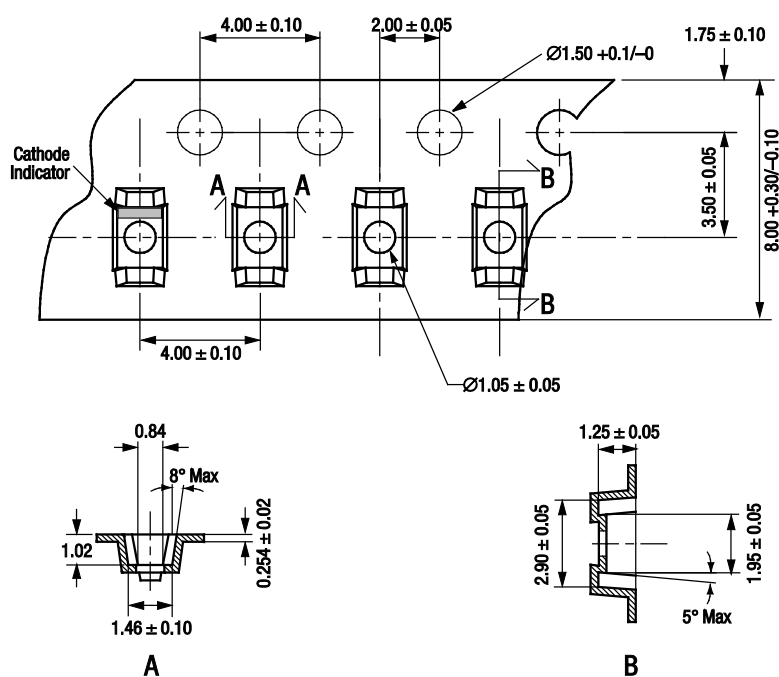 4.00 ± 0.10
2.00 ± 0.05
Ø1.50 +0.1/–0
1.75 ± 0.10
Cathode
Indicator
A
A
B
3.50 ± 0.05
8.00 +0.30/–0.10
B
4.00 ± 0.10
Ø1.05 ± 0.05
0.84
8° Max
1.02
0.254 ± 0.02
1.46 ± 0.10
A
1.25 ± 0.05
2.90 ± 0.05
1.95 ± 0.05
5° Max
B